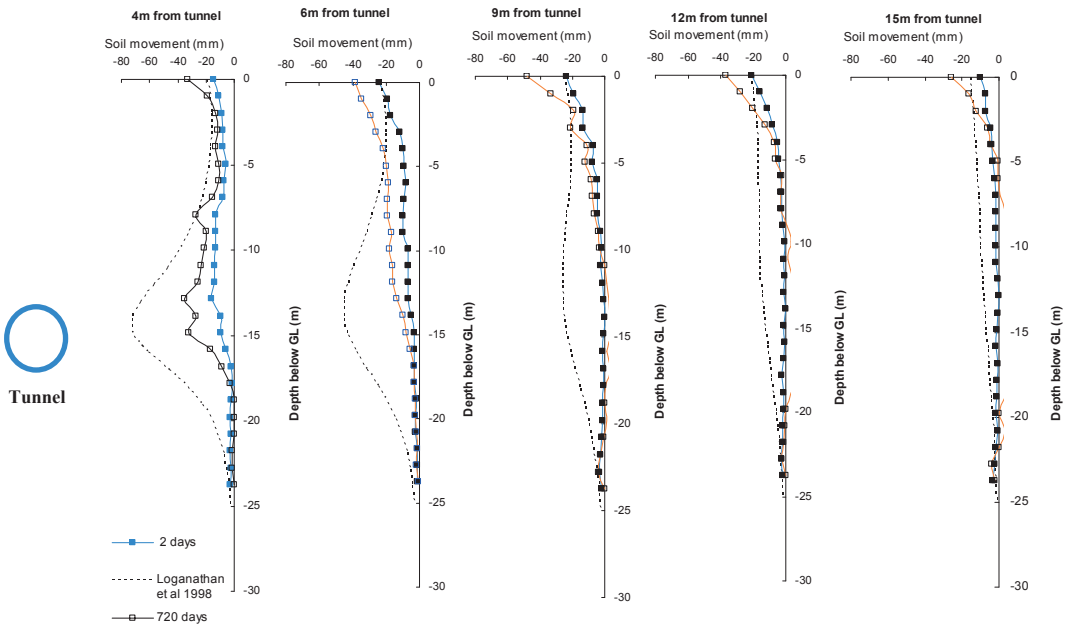 4m from tunnel
Soil movement (mm)
-80 -60 -40 -20 0
0
-5
-10
-15
-20
-25
-30
Depth below GL (m)
6m from tunnel
Soil movement (mm)
-80 -60 -40 -20 0
0
-5
-10
-15
-20
-25
-30
Depth below GL (m)
9m from tunnel
Soil movement (mm)
-80 -60 -40 -20 0
0
-5
-10
-15
-20
-25
-30
Depth below GL (m)
12m from tunnel
Soil movement (mm)
-80 -60 -40 -20 0
0
-5
-10
-15
-20
-25
-30
Depth below GL (m)
15m from tunnel
Soil movement (mm)
-80 -60 -40 -20 0
0
-5
-10
-15
-20
-25
-30
Depth below GL (m)
Tunnel
2 days
Loganathan
et al 1998
720 days